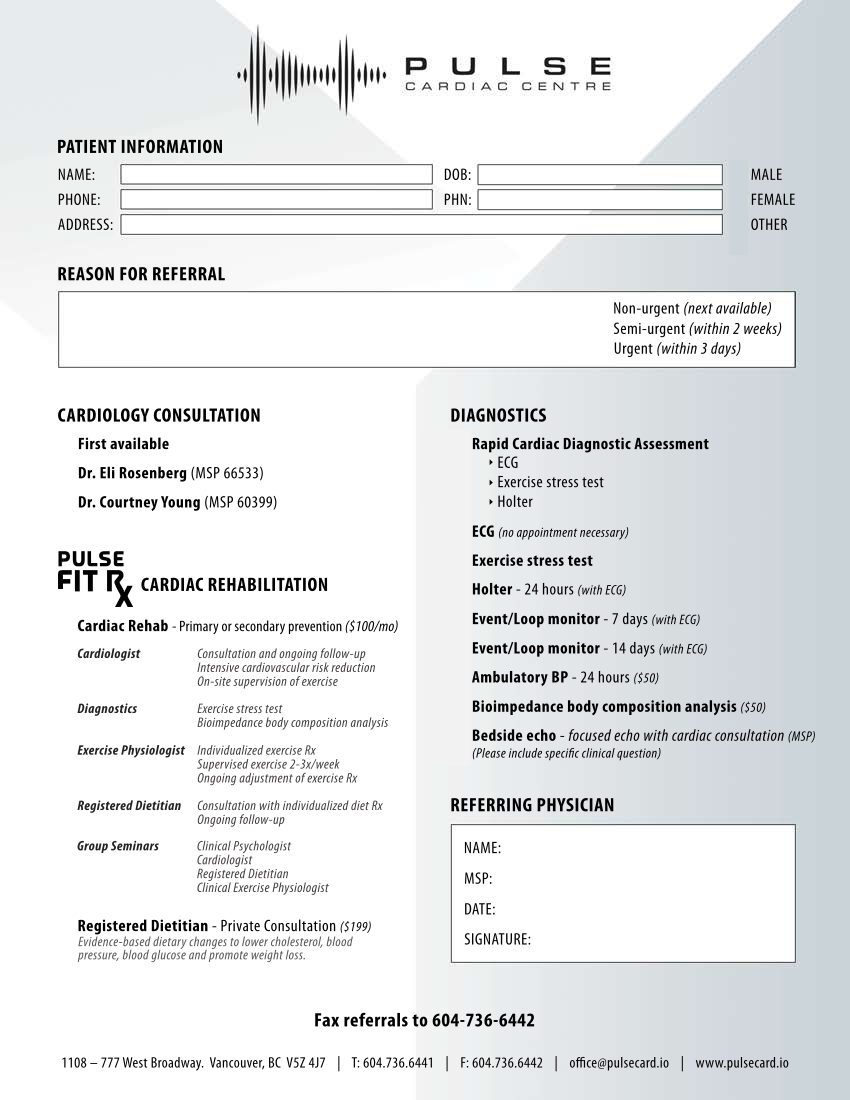 PULSE
CARDIAC CENTRE
PATIENT INFORMATION
NAME: DOB: MALE
PHONE: PHN: FEMALE
ADDRESS: OTHER
REASON FOR REFERRAL
Non-urgent (next available)
Semi-urgent (within 2 weeks)
Urgent (within 3 days)
CARDIOLOGY CONSULTATION
First available
Dr. Eli Rosenberg (MSP 66533)
Dr. Courtney Young (MSP 60399)
PULSE
FIT Rx CARDIAC REHABILITATION
Cardiac Rehab - Primary or secondary prevention ($100/mo)
Cardiologist Consultation and ongoing follow-up
Intensive cardiovascular risk reduction
On-site supervision of exercise
Diagnostics Exercise stress test
Bioimpedance body composition analysis
Exercise Physiologist Individualized exercise Rx
Supervised exercise 2-3x/week
Ongoing adjustment of exercise Rx
Registered Dietitian Consultation with individualized diet Rx
Ongoing follow-up
Group Seminars Clinical Psychologist
Cardiologist
Registered Dietitian
Clinical Exercise Physiologist
Registered Dietitian - Private Consultation ($199)
Evidence-based dietary changes to lower cholesterol, blood
pressure, blood glucose and promote weight loss.
DIAGNOSTICS
Rapid Cardiac Diagnostic Assessment
‣ ECG
‣ Exercise stress test
‣ Holter
ECG (no appointment necessary)
Exercise stress test
Holter - 24 hours (with ECG)
Event/Loop monitor - 7 days (with ECG)
Event/Loop monitor - 14 days (with ECG)
Ambulatory BP - 24 hours ($50)
Bioimpedance body composition analysis ($50)
Bedside echo - focused echo with cardiac consultation (MSP)
(Please include specific clinical question)
REFERRING PHYSICIAN
NAME:
MSP:
DATE:
SIGNATURE:
Fax referrals to 604-736-6442
1108 – 777 West Broadway. Vancouver, BC V5Z 4J7 | T: 604.736.6441 | F: 604.736.6442 | office@pulsecard.io | www.pulsecard.io